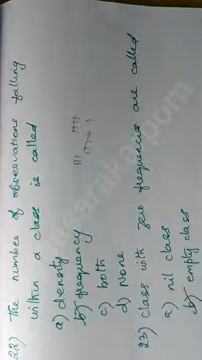 22) The number of observations falling
within a class is called
a) density
b) frequency
c) both
d) None
23) class with zero frequencies are called
a) nil class
b) empty class